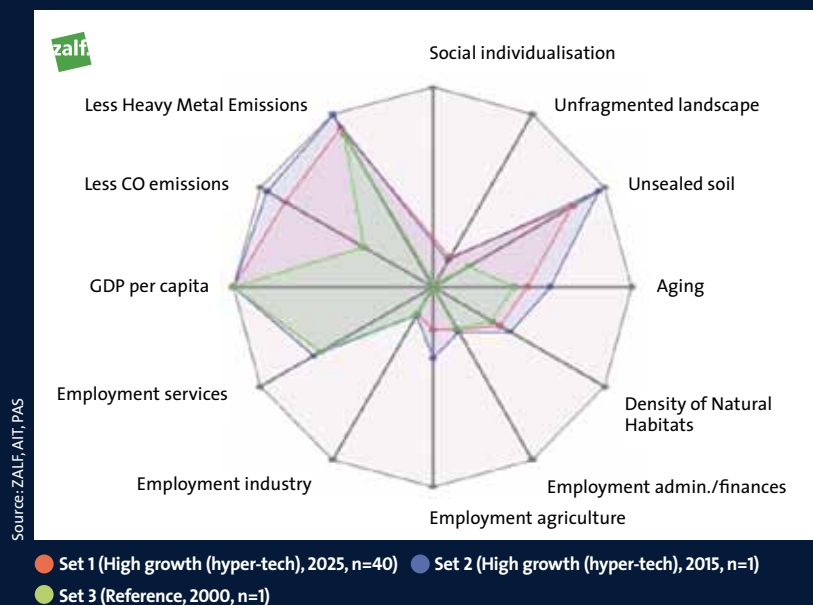 zalf.
Social individualisation
Less Heavy Metal Emissions
Unfragmented landscape
Less CO emissions
Unsealed soil
GDP per capita
Aging
Employment services
Density of Natural
Habitats
Employment industry
Employment admin./finances
Employment agriculture
Source: ZALF, AIT, PAS
Set 1 (High growth (hyper-tech), 2025, n=40)
Set 2 (High growth (hyper-tech), 2015, n=1)
Set 3 (Reference, 2000, n=1)